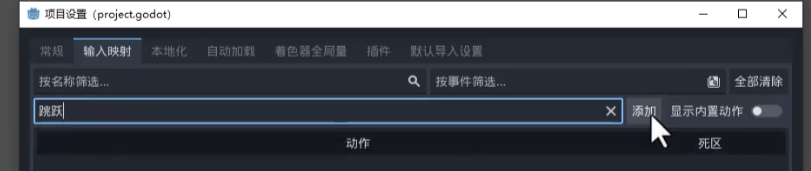 项目设置（project.godot）
常规 输入映射 本地化 自动加载 着色器全局量 插件 默认导入设置
按名称筛选... 按事件筛选... 全部清除
跳跃 添加 显示内置动作
动作 死区